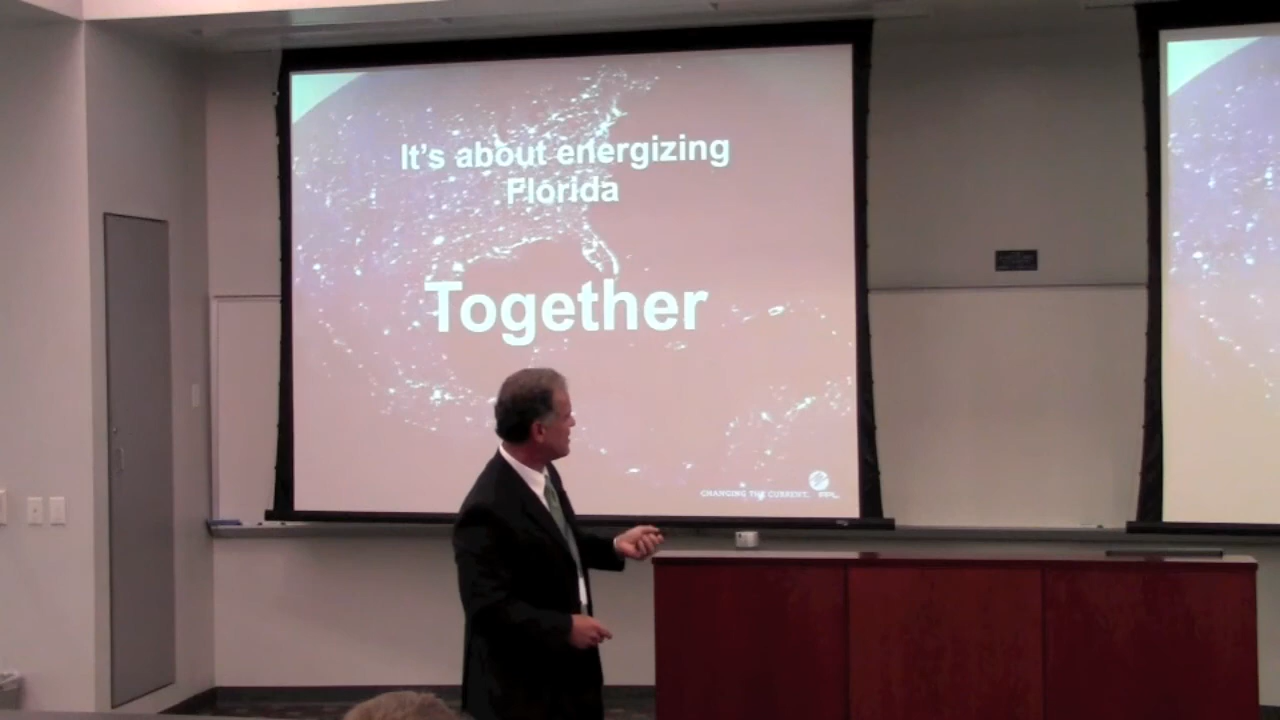 It's about energizing
Florida
Together
CHANGING THE CURRENT.
FPL